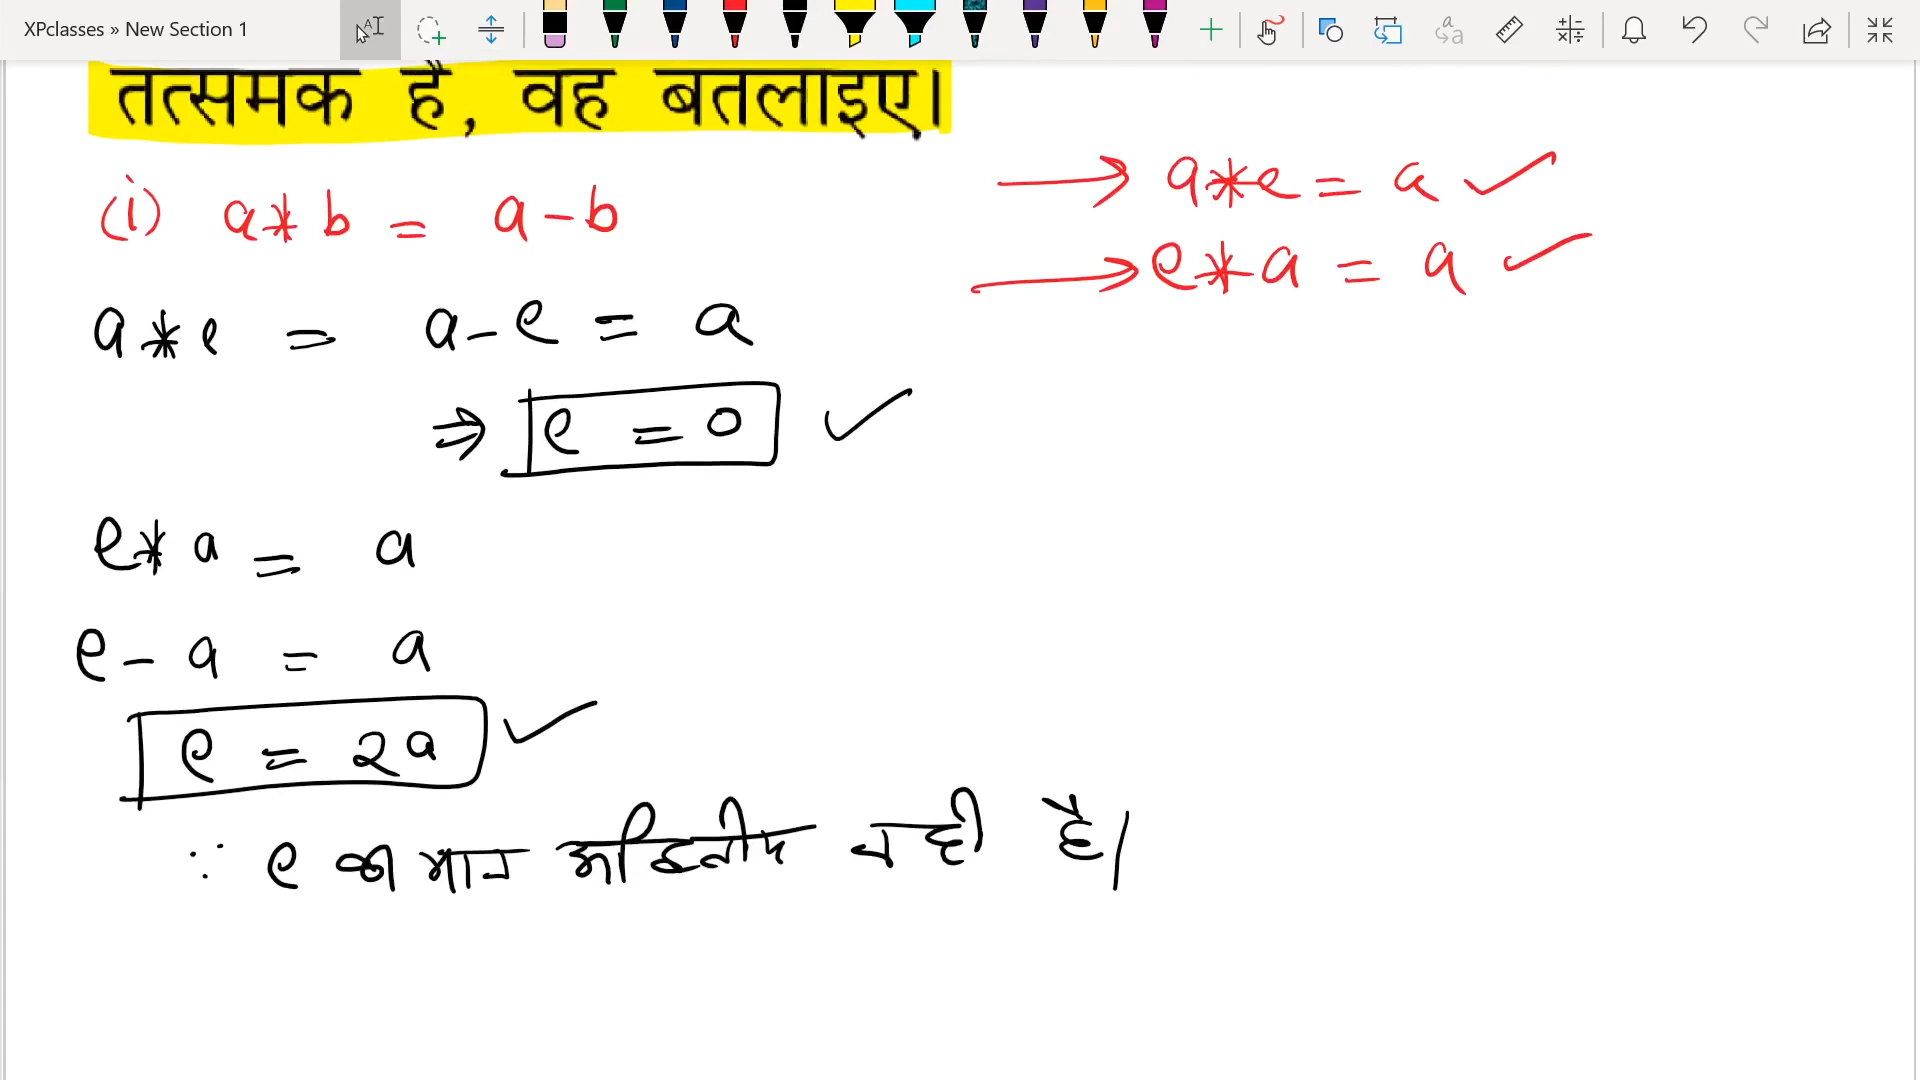 XPclasses » New Section 1
तत्समक है, वह बतलाइए।
(i) a * b = a - b
→ a * e = a ✓
→ e * a = a ✓
a * e = a - e = a
⇒ e = 0 ✓
e * a = a
e - a = a
e = 2a ✓
∵ e का मान अद्वितीय नही है।